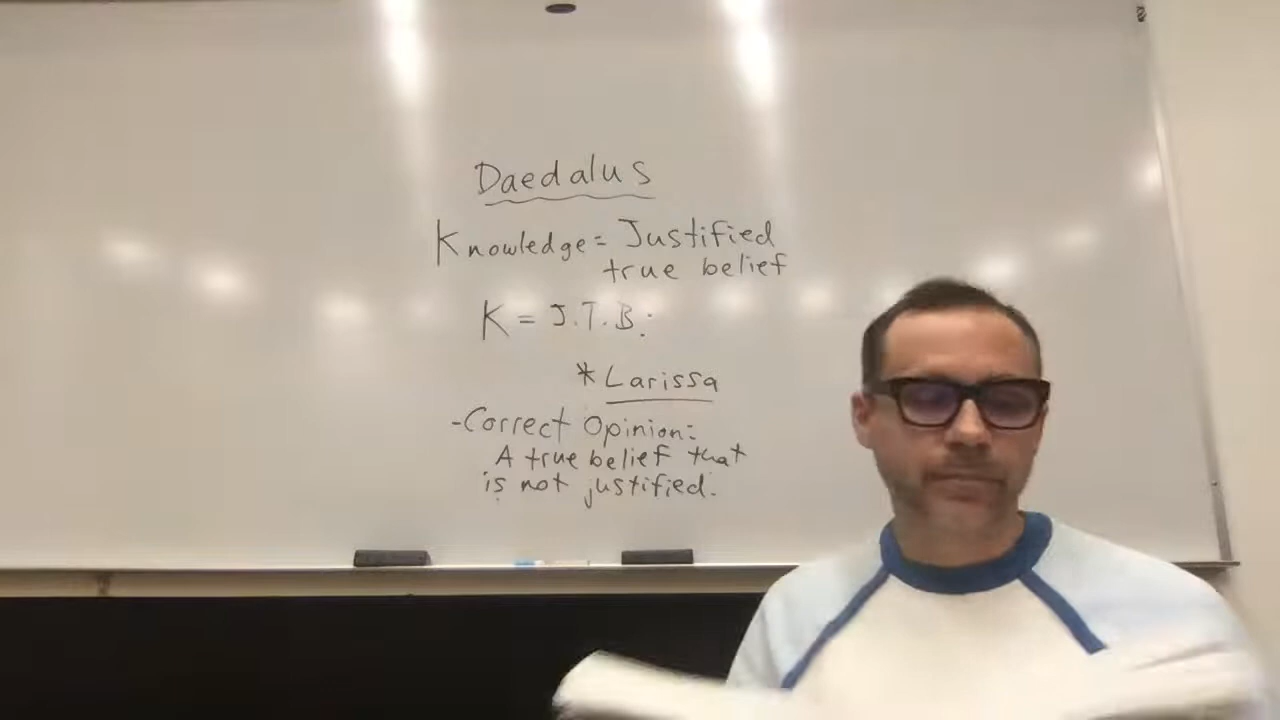 Daedalus
Knowledge = Justified
true belief
K = J.T.B.
* Larissa
- Correct Opinion:
A true belief that
is not justified.